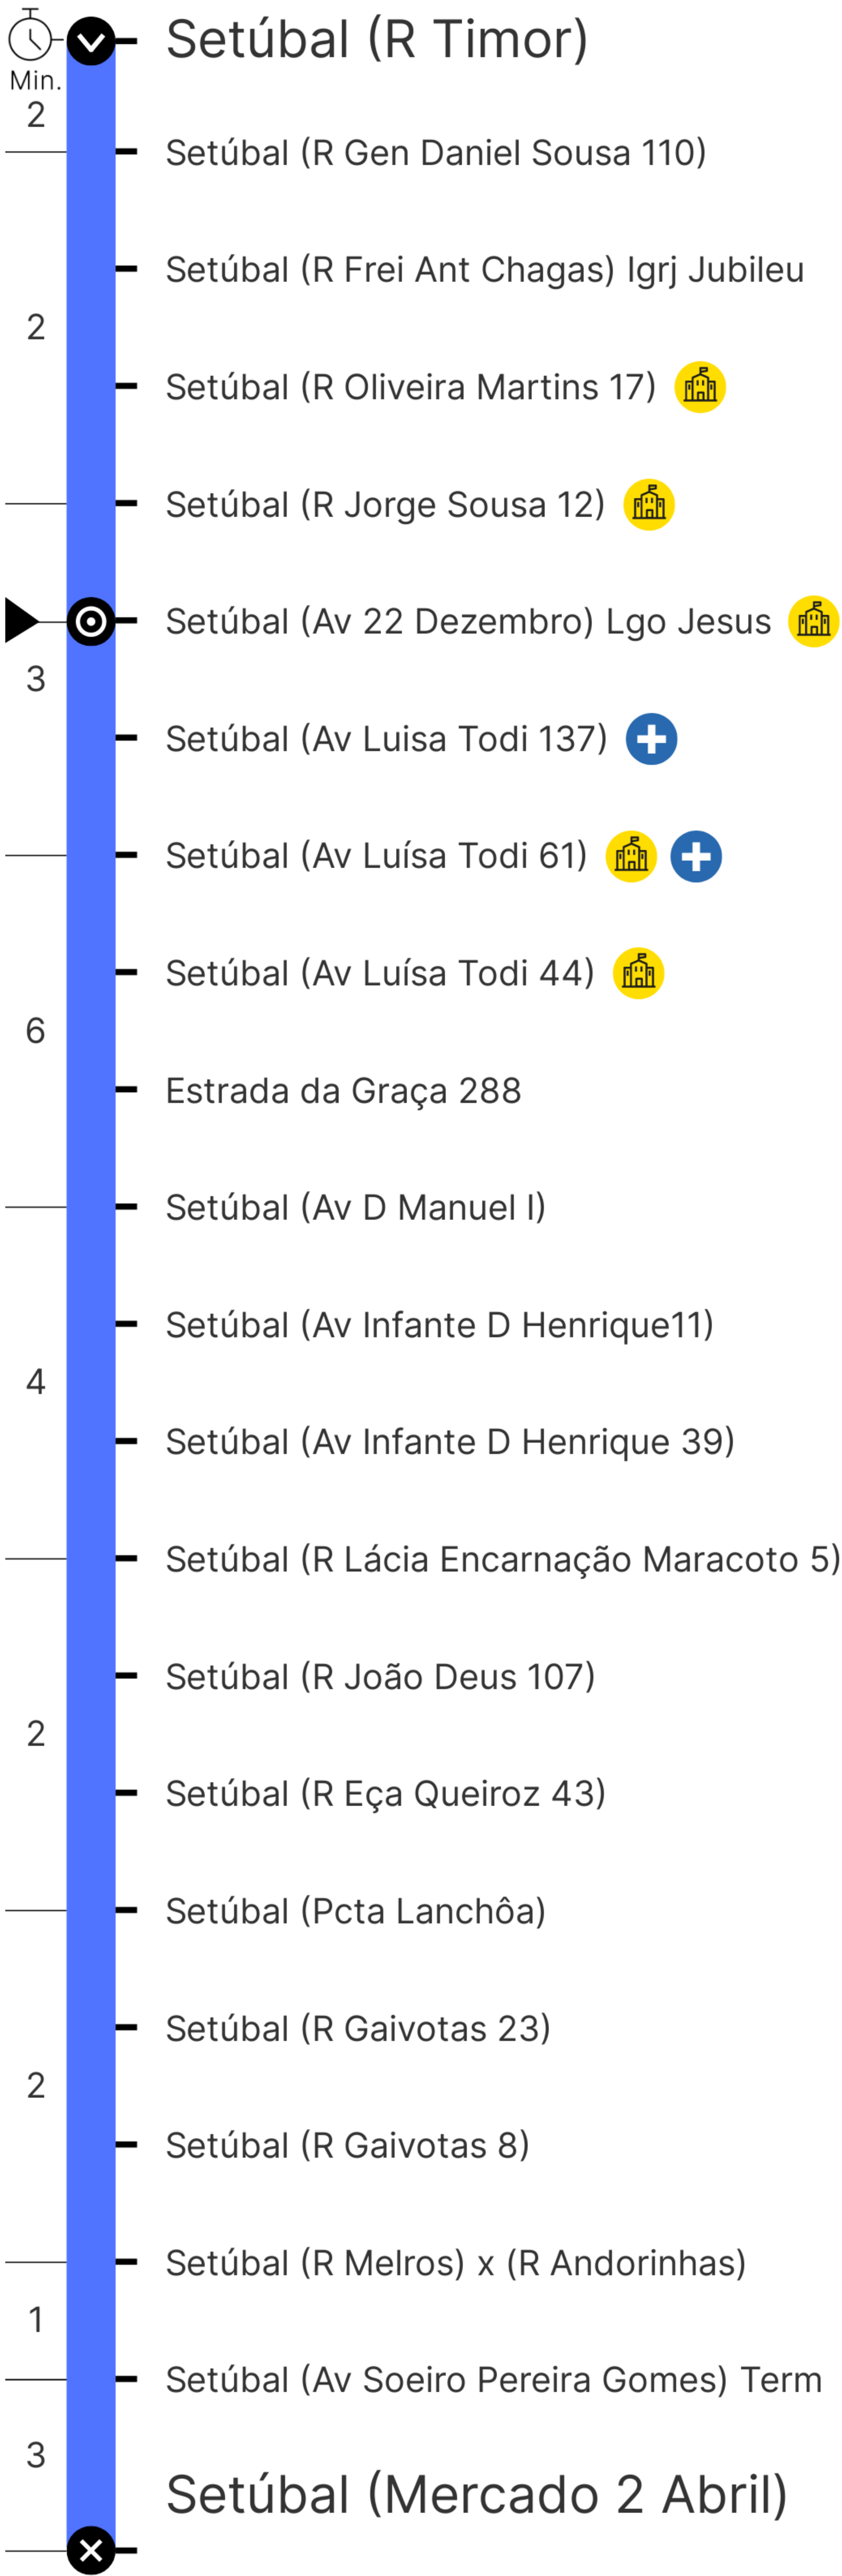 Setúbal (R Timor)
Min.
2
Setúbal (R Gen Daniel Sousa 110)
Setúbal (R Frei Ant Chagas) Igrj Jubileu
2
Setúbal (R Oliveira Martins 17)
Setúbal (R Jorge Sousa 12)
Setúbal (Av 22 Dezembro) Lgo Jesus
3
Setúbal (Av Luisa Todi 137)
Setúbal (Av Luísa Todi 61)
Setúbal (Av Luísa Todi 44)
6
Estrada da Graça 288
Setúbal (Av D Manuel I)
Setúbal (Av Infante D Henrique11)
4
Setúbal (Av Infante D Henrique 39)
Setúbal (R Lácia Encarnação Maracoto 5)
Setúbal (R João Deus 107)
2
Setúbal (R Eça Queiroz 43)
Setúbal (Pcta Lanchôa)
Setúbal (R Gaivotas 23)
2
Setúbal (R Gaivotas 8)
Setúbal (R Melros) x (R Andorinhas)
1
Setúbal (Av Soeiro Pereira Gomes) Term
3
Setúbal (Mercado 2 Abril)